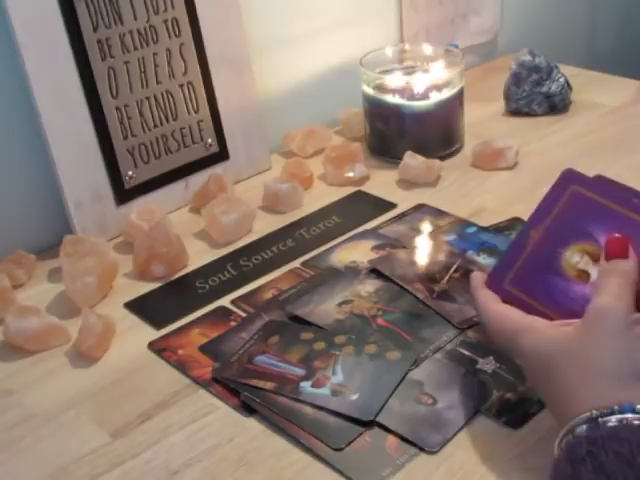 DON'T JUST
BE KIND TO
OTHERS
BE KIND TO
YOURSELF
Soul Source Tarot